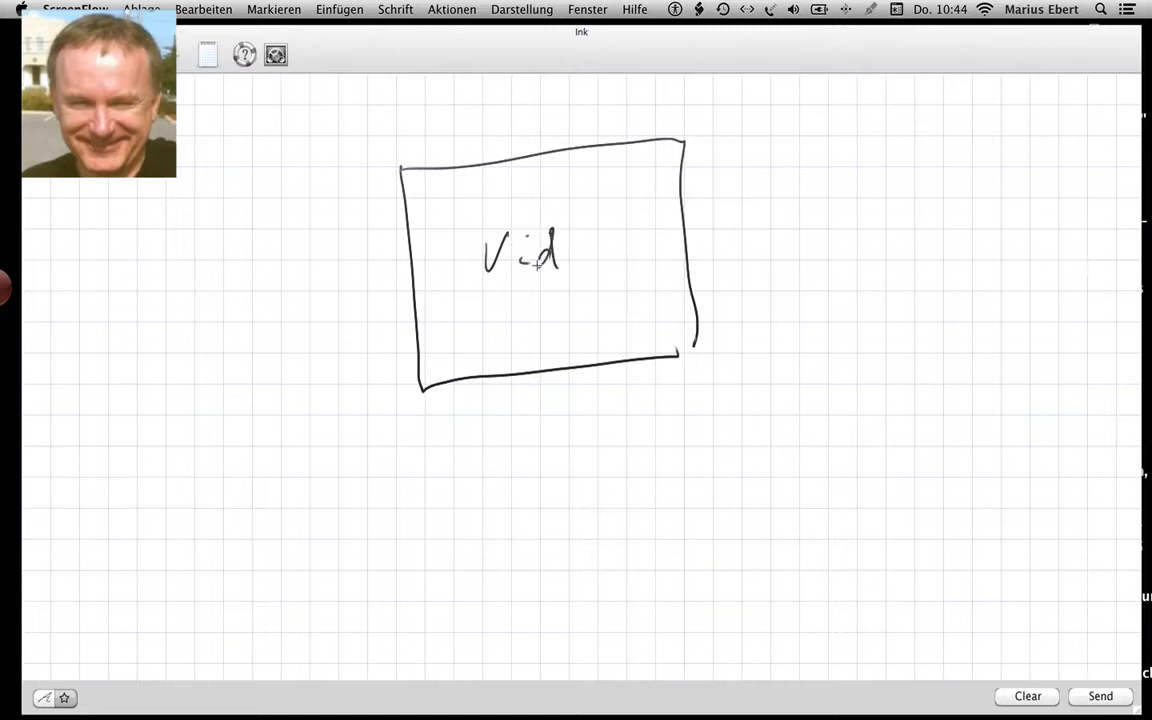 ScreenFlow Ablage Bearbeiten Markieren Einfügen Schrift Aktionen Darstellung Fenster Hilfe Do. 10:44 Marius Ebert
Ink
Vid
Clear Send